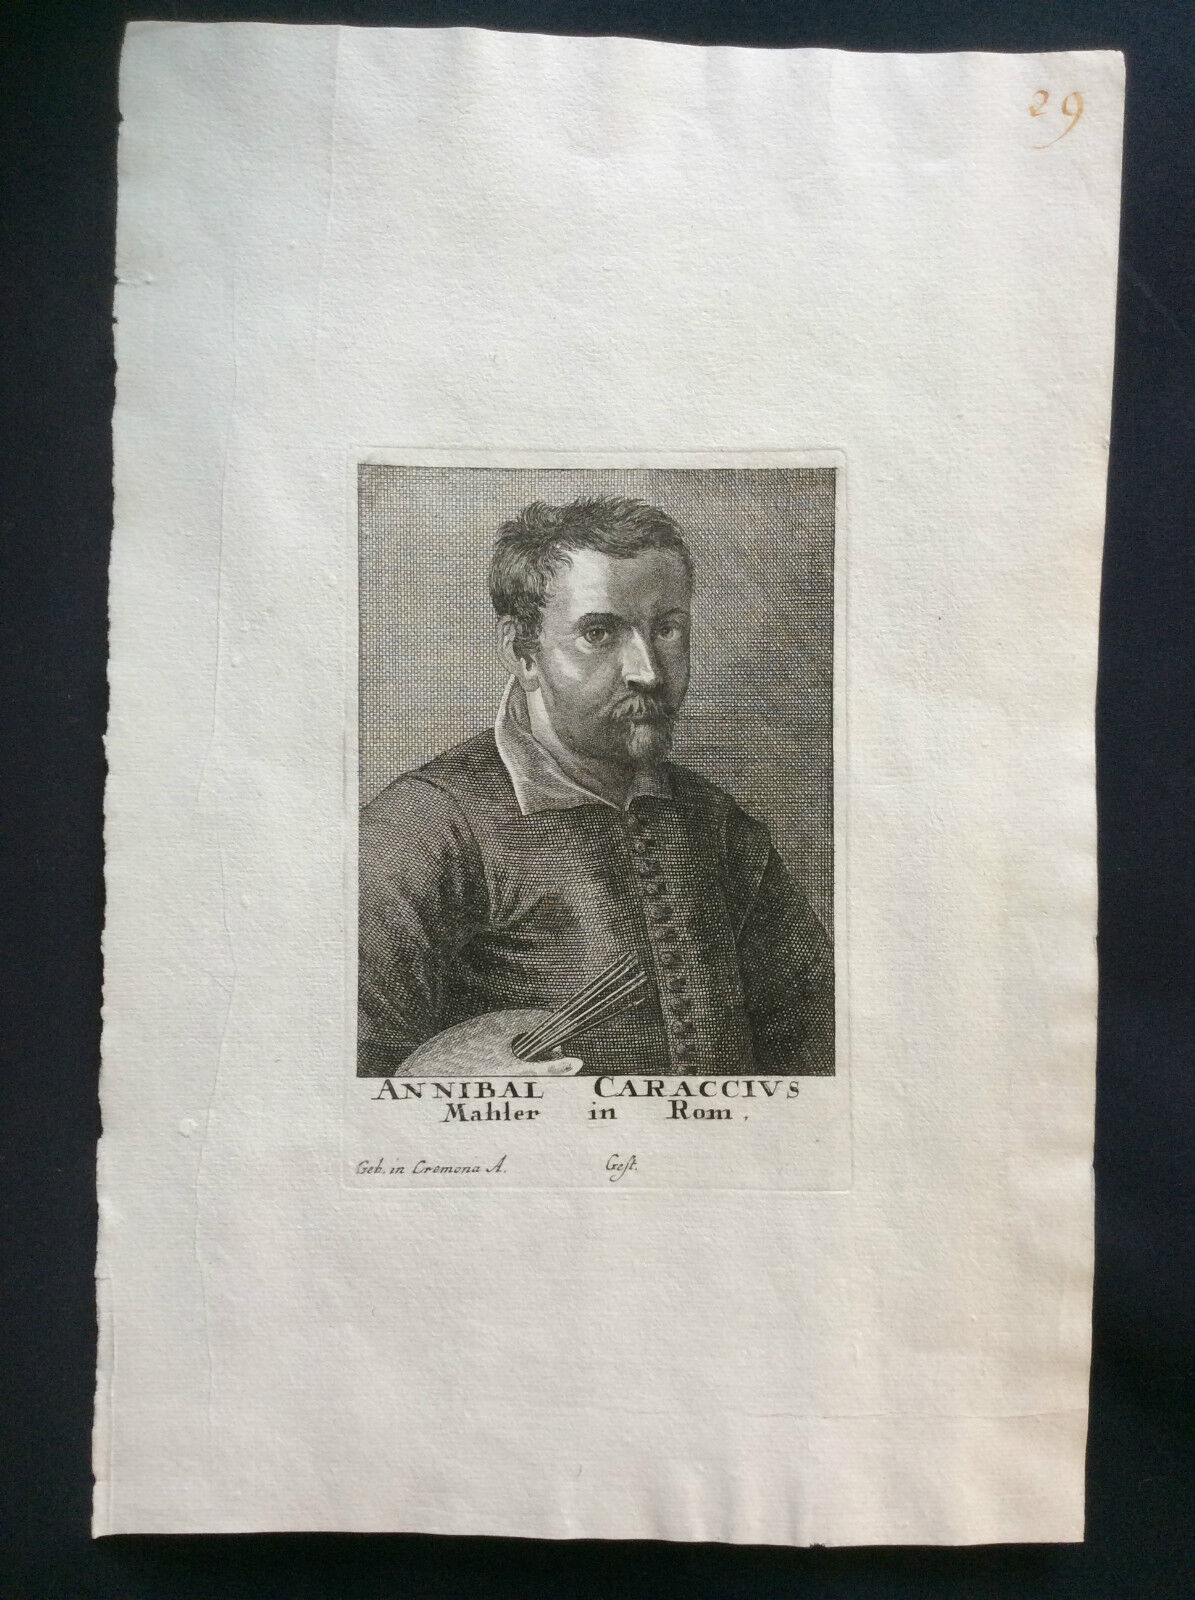 29
ANNIBAL CARACCIVS
Mahler in Rom.
Geb. in Cremona A. Gest.